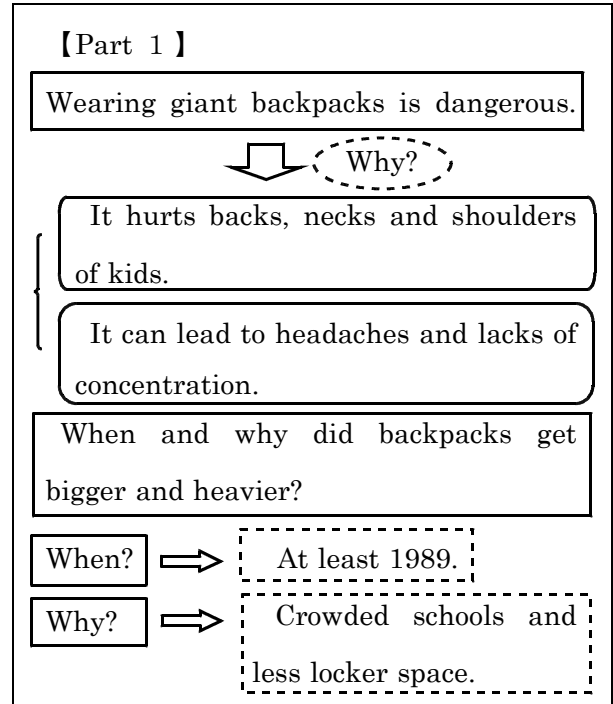 【Part 1】
Wearing giant backpacks is dangerous.
Why?
It hurts backs, necks and shoulders
of kids.
It can lead to headaches and lacks of
concentration.
When and why did backpacks get
bigger and heavier?
When?
At least 1989.
Why?
Crowded schools and
less locker space.